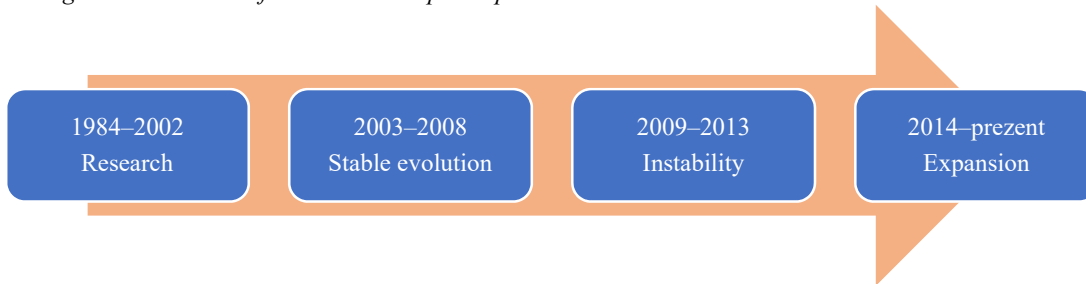 1984–2002
Research
2003–2008
Stable evolution
2009–2013
Instability
2014–prezent
Expansion